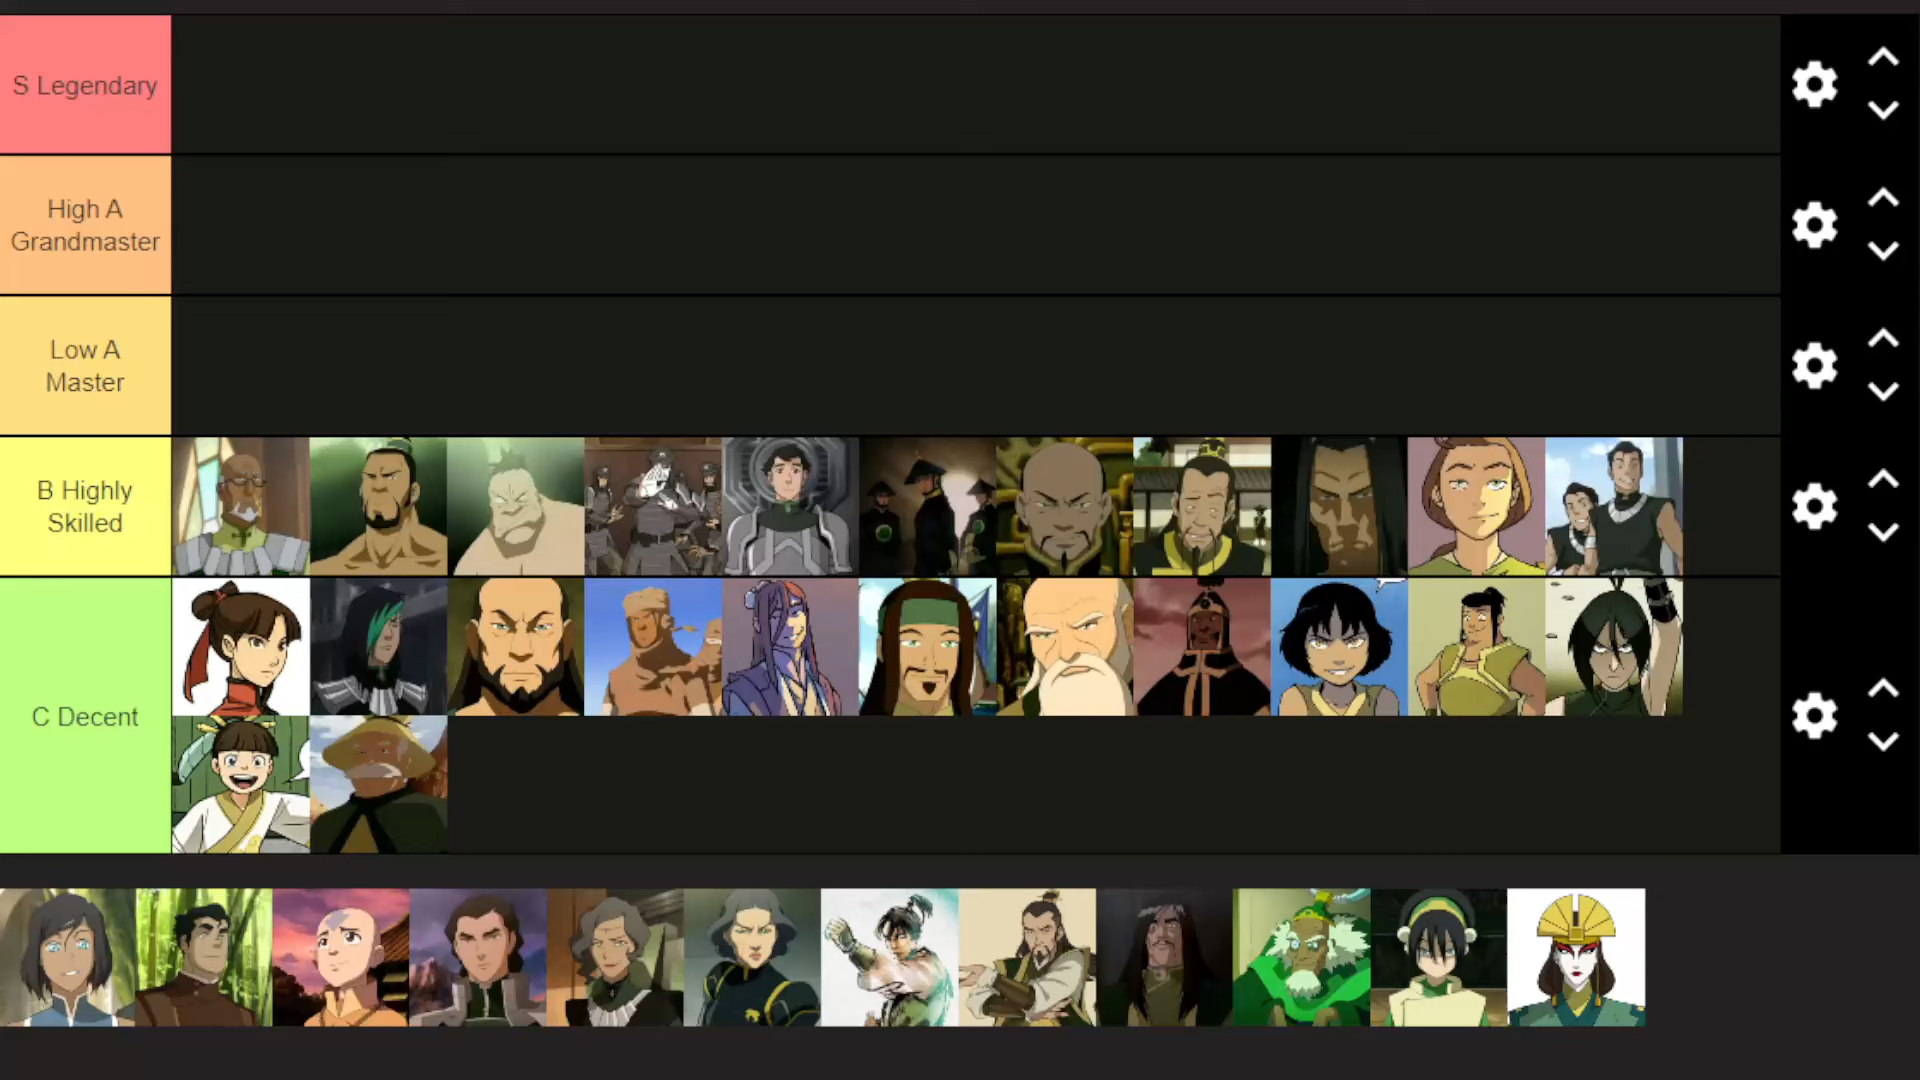 S Legendary
High A
Grandmaster
Low A
Master
B Highly
Skilled
C Decent